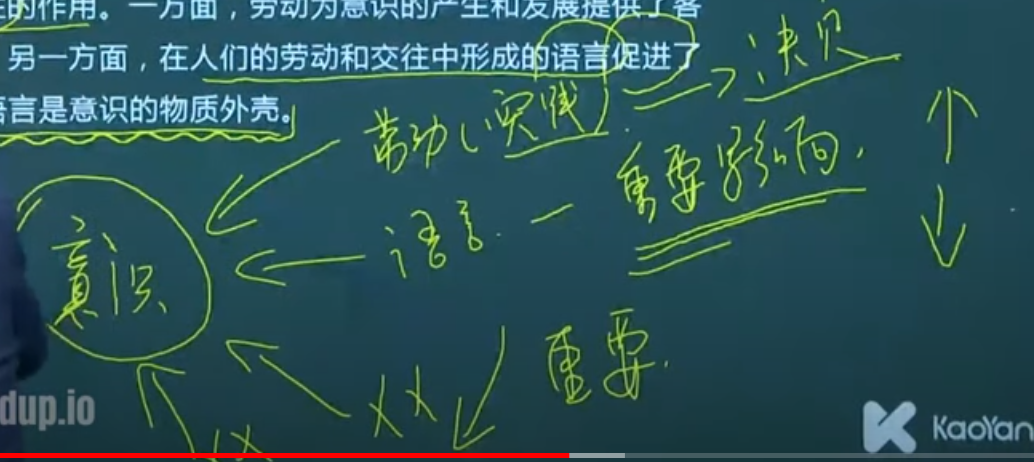 的作用。一方面，劳动为意识的产生和发展提供了客
另一方面，在人们的劳动和交往中形成的语言促进了
语言是意识的物质外壳。
劳动（实践） 决定
语言 — 重要影响
意识
重要
XX
XX
dup.io
KaoYan